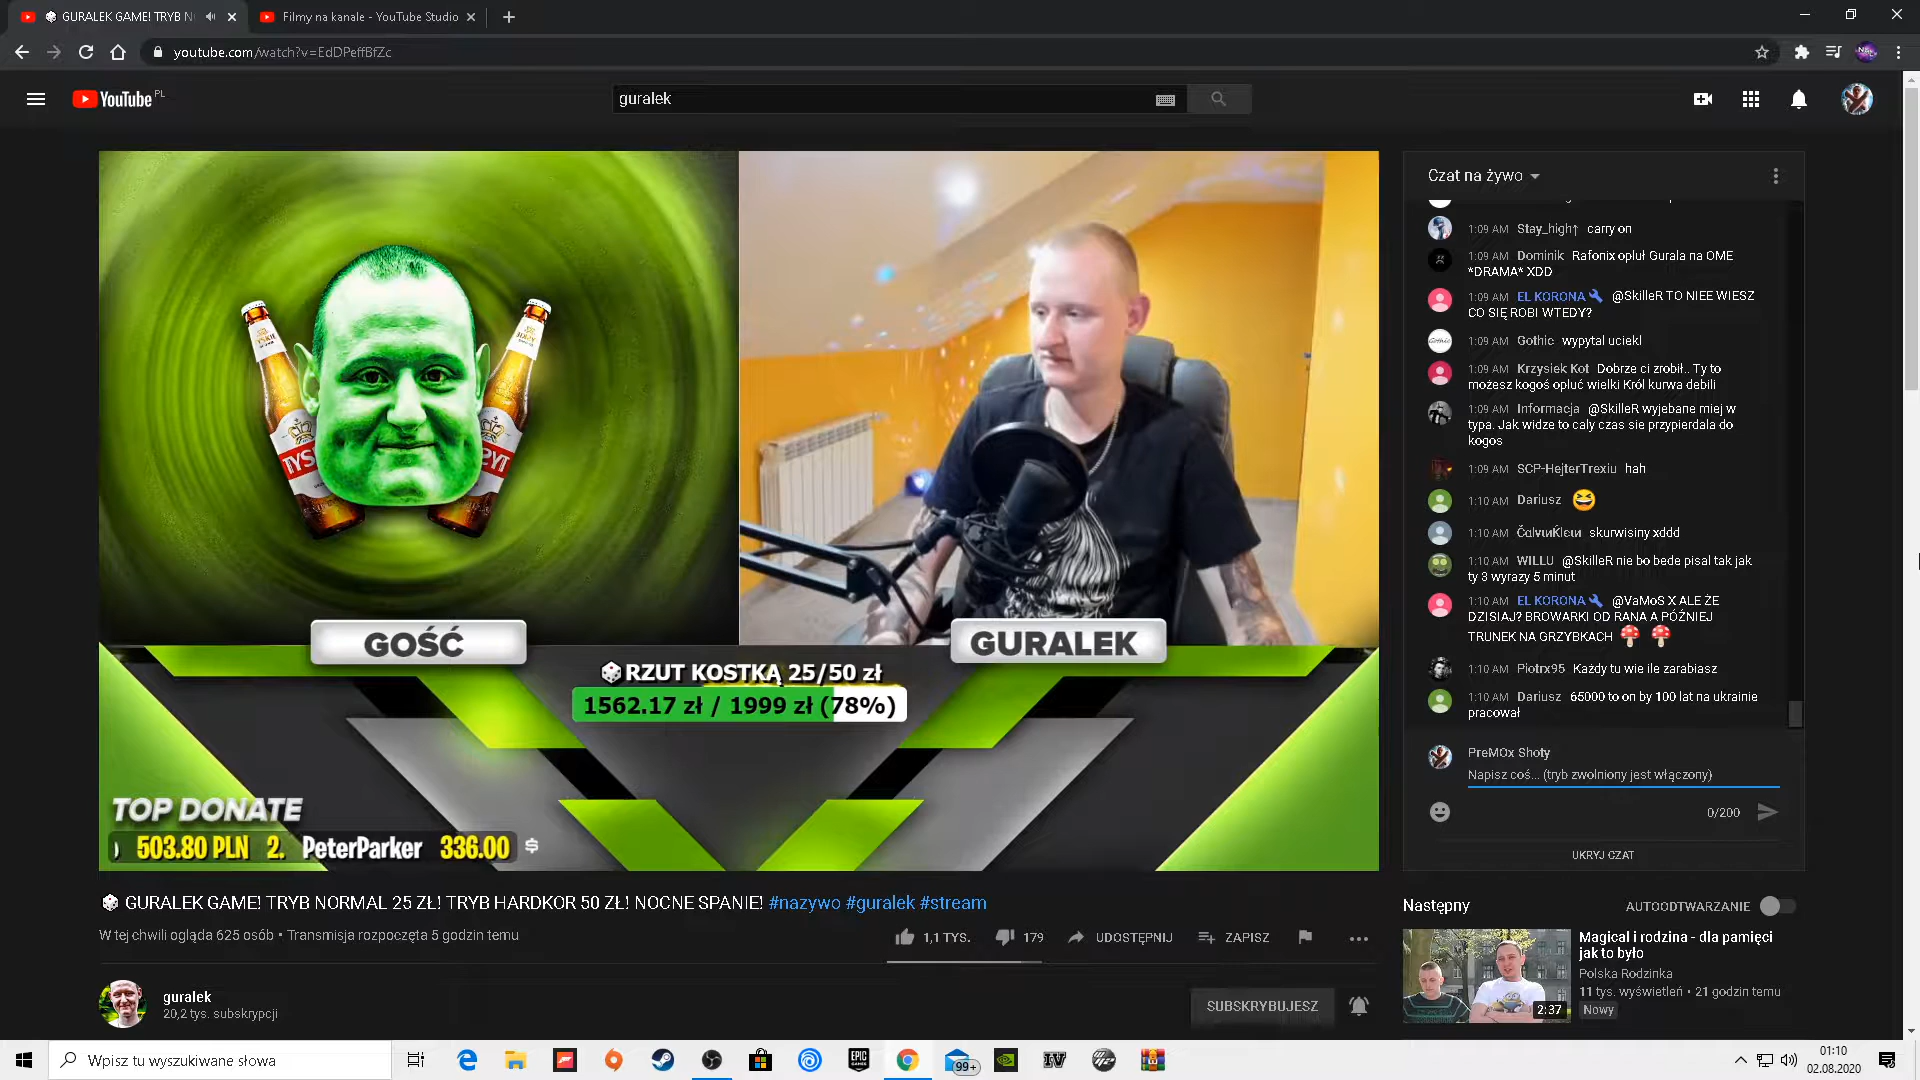 GURALEK GAME! TRYB N
Filmy na kanale - YouTube Studio
youtube.com/watch?v=EdDPeffBfZc
YouTube PL
guralek
GOŚĆ
GURALEK
RZUT KOSTKĄ 25/50 zł
1562.17 zł / 1999 zł (78%)
TOP DONATE
) 503.80 PLN 2. PeterParker 336.00 $
GURALEK GAME! TRYB NORMAL 25 ZŁ! TRYB HARDKOR 50 ZŁ! NOCNE SPANIE! #nazywo #guralek #stream
W tej chwili ogląda 625 osób • Transmisja rozpoczęta 5 godzin temu
1,1 TYS.
179
UDOSTĘPNIJ
ZAPISZ
guralek
20,2 tys. subskrypcji
SUBSKRYBUJESZ
Czat na żywo
1:09 AM Stay_high↑ carry on
1:09 AM Dominik Rafonix opluł Gurala na OME
*DRAMA* XDD
1:09 AM EL KORONA @SkilleR TO NIEE WIESZ
CO SIĘ ROBI WTEDY?
1:09 AM Gothic wypytal uciekl
1:09 AM Krzysiek Kot Dobrze ci zrobił.. Ty to
możesz kogoś opluć wielki Król kurwa debili
1:09 AM Informacja @SkilleR wyjebane miej w
typa. Jak widze to caly czas sie przypierdala do
kogos
1:09 AM SCP-HejterTrexiu hah
1:10 AM Dariusz 😆
1:10 AM skurwisiny xddd
1:10 AM WILLU @SkilleR nie bo bede pisal tak jak
ty 3 wyrazy 5 minut
1:10 AM EL KORONA @VaMoS X ALE ŻE
DZISIAJ? BROWARKI OD RANA A PÓŹNIEJ
TRUNEK NA GRZYBKACH 🍄 🍄
1:10 AM Piotrx95 Każdy tu wie ile zarabiasz
1:10 AM Dariusz 65000 to on by 100 lat na ukrainie
pracował
PreMOx Shoty
Napisz coś... (tryb zwolniony jest włączony)
0/200
UKRYJ CZAT
Następny
AUTOODTWARZANIE
Magical i rodzina - dla pamięci
jak to było
Polska Rodzinka
11 tys. wyświetleń • 21 godzin temu
Nowy
2:37
Wpisz tu wyszukiwane słowa
EPIC
GAMES
99+
IV
01:10
02.08.2020